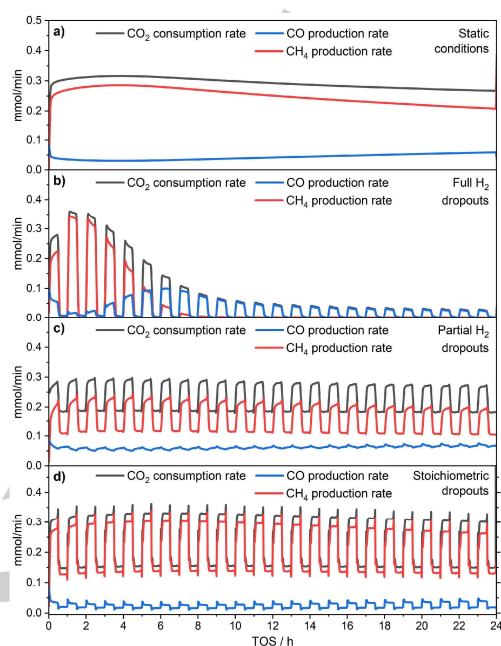 a)
CO₂ consumption rate
CO production rate
Static
CH₄ production rate
conditions
mmol/min
0.5
0.4
0.3
0.2
0.1
0.0
b)
CO₂ consumption rate
CO production rate
Full H₂
CH₄ production rate
dropouts
mmol/min
0.4
0.3
0.2
0.1
0.0
c)
CO₂ consumption rate
CO production rate
Partial H₂
CH₄ production rate
dropouts
mmol/min
0.4
0.3
0.2
0.1
0.0
d)
CO₂ consumption rate
CO production rate
Stoichiometric
CH₄ production rate
dropouts
mmol/min
0.4
0.3
0.2
0.1
0.0
0 2 4 6 8 10 12 14 16 18 20 22 24
TOS / h